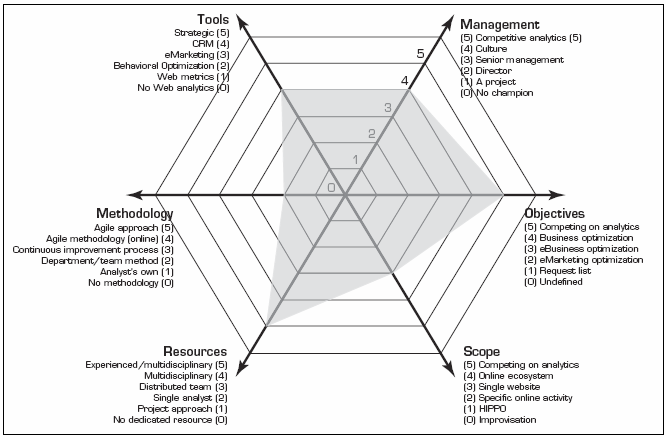 Tools
Strategic (5)
CRM (4)
eMarketing (3)
Behavioral Optimization (2)
Web metrics (1)
No Web analytics (0)
Management
(5) Competitive analytics (5)
(4) Culture
(3) Senior management
(2) Director
(1) A project
(0) No champion
5
4
3
2
1
0
Methodology
Agile approach (5)
Agile methodology (online) (4)
Continuous improvement process (3)
Department/team method (2)
Analyst's own (1)
No methodology (0)
Objectives
(5) Competing on analytics
(4) Business optimization
(3) eBusiness optimization
(2) eMarketing optimization
(1) Request list
(0) Undefined
Resources
Experienced/multidisciplinary (5)
Multidisciplinary (4)
Distributed team (3)
Single analyst (2)
Project approach (1)
No dedicated resource (0)
Scope
(5) Competing on analytics
(4) Online ecosystem
(3) Single website
(2) Specific online activity
(1) HIPPO
(0) Improvisation